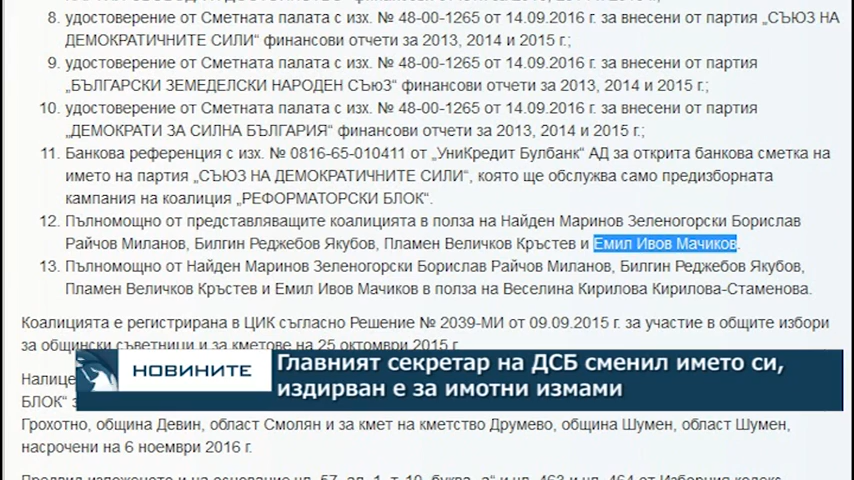 8. удостоверение от Сметната палата с изх. № 48-00-1265 от 14.09.2016 г. за внесени от партия „СЪЮЗ НА
ДЕМОКРАТИЧНИТЕ СИЛИ“ финансови отчети за 2013, 2014 и 2015 г.;
9. удостоверение от Сметната палата с изх. № 48-00-1265 от 14.09.2016 г. за внесени от партия
„БЪЛГАРСКИ ЗЕМЕДЕЛСКИ НАРОДЕН СЪЮЗ“ финансови отчети за 2013, 2014 и 2015 г.;
10. удостоверение от Сметната палата с изх. № 48-00-1265 от 14.09.2016 г. за внесени от партия
„ДЕМОКРАТИ ЗА СИЛНА БЪЛГАРИЯ“ финансови отчети за 2013, 2014 и 2015 г.;
11. Банкова референция с изх. № 0816-65-010411 от „УниКредит Булбанк“ АД за открита банкова сметка на
името на партия „СЪЮЗ НА ДЕМОКРАТИЧНИТЕ СИЛИ“, която ще обслужва само предизборната
кампания на коалиция „РЕФОРМАТОРСКИ БЛОК“.
12. Пълномощно от представляващите коалицията в полза на Найден Маринов Зеленогорски Борислав
Райчов Миланов, Билгин Реджебов Якубов, Пламен Величков Кръстев и Емил Ивов Мачиков.
13. Пълномощно от Найден Маринов Зеленогорски Борислав Райчов Миланов, Билгин Реджебов Якубов,
Пламен Величков Кръстев и Емил Ивов Мачиков в полза на Веселина Кирилова Кирилова-Стаменова.
Коалицията е регистрирана в ЦИК съгласно Решение № 2039-МИ от 09.09.2015 г. за участие в общите избори
за общински съветници и за кметове на 25 октомври 2015 г.
НОВИНИТЕ
Главният секретар на ДСБ сменил името си,
издирван е за имотни измами
Налице
БЛОК“ з
Грохотно, община Девин, област Смолян и за кмет на кметство Друмево, община Шумен, област Шумен,
насрочени на 6 ноември 2016 г.